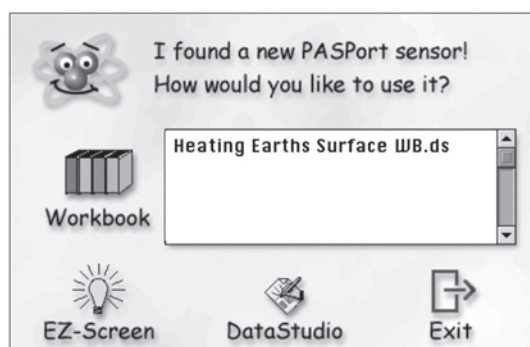 I found a new PASPort sensor!
How would you like to use it?
Heating Earths Surface WB.ds
Workbook
EZ-Screen
DataStudio
Exit